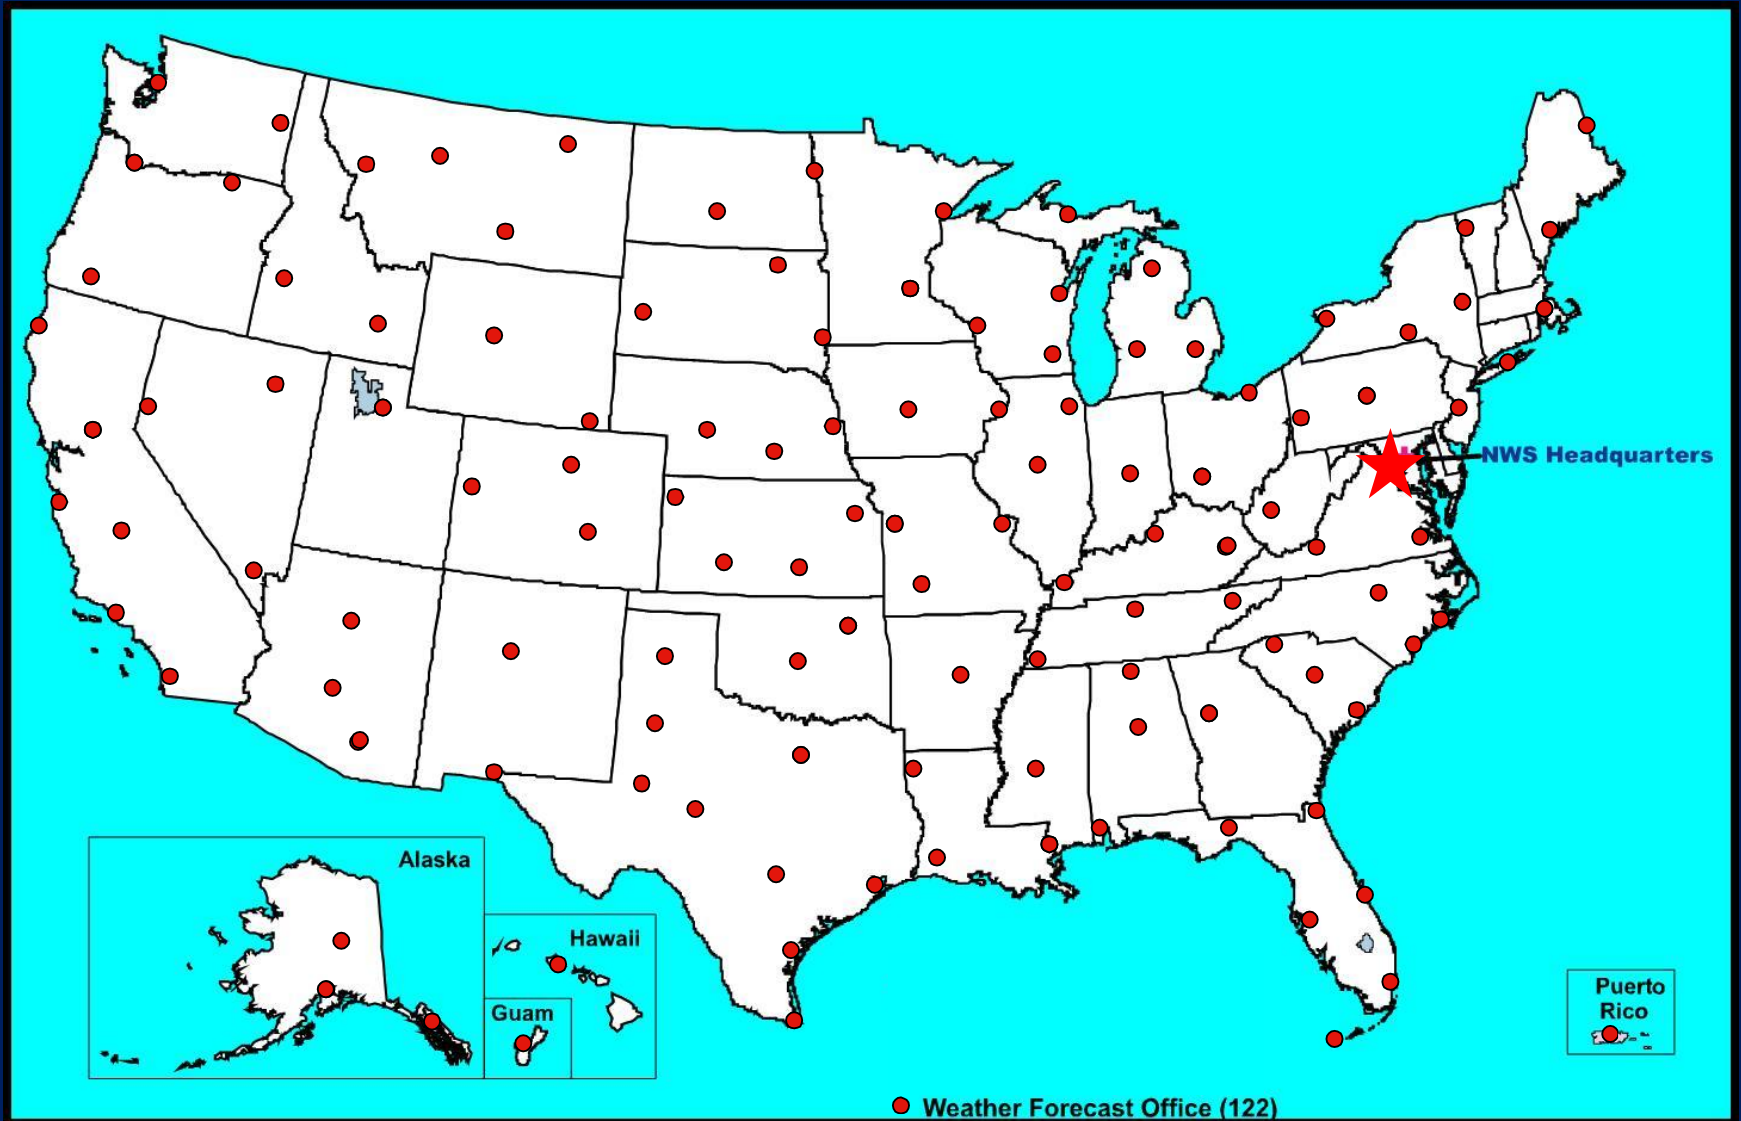 NWS Headquarters
Alaska
Hawaii
Guam
Puerto
Rico
Weather Forecast Office (122)